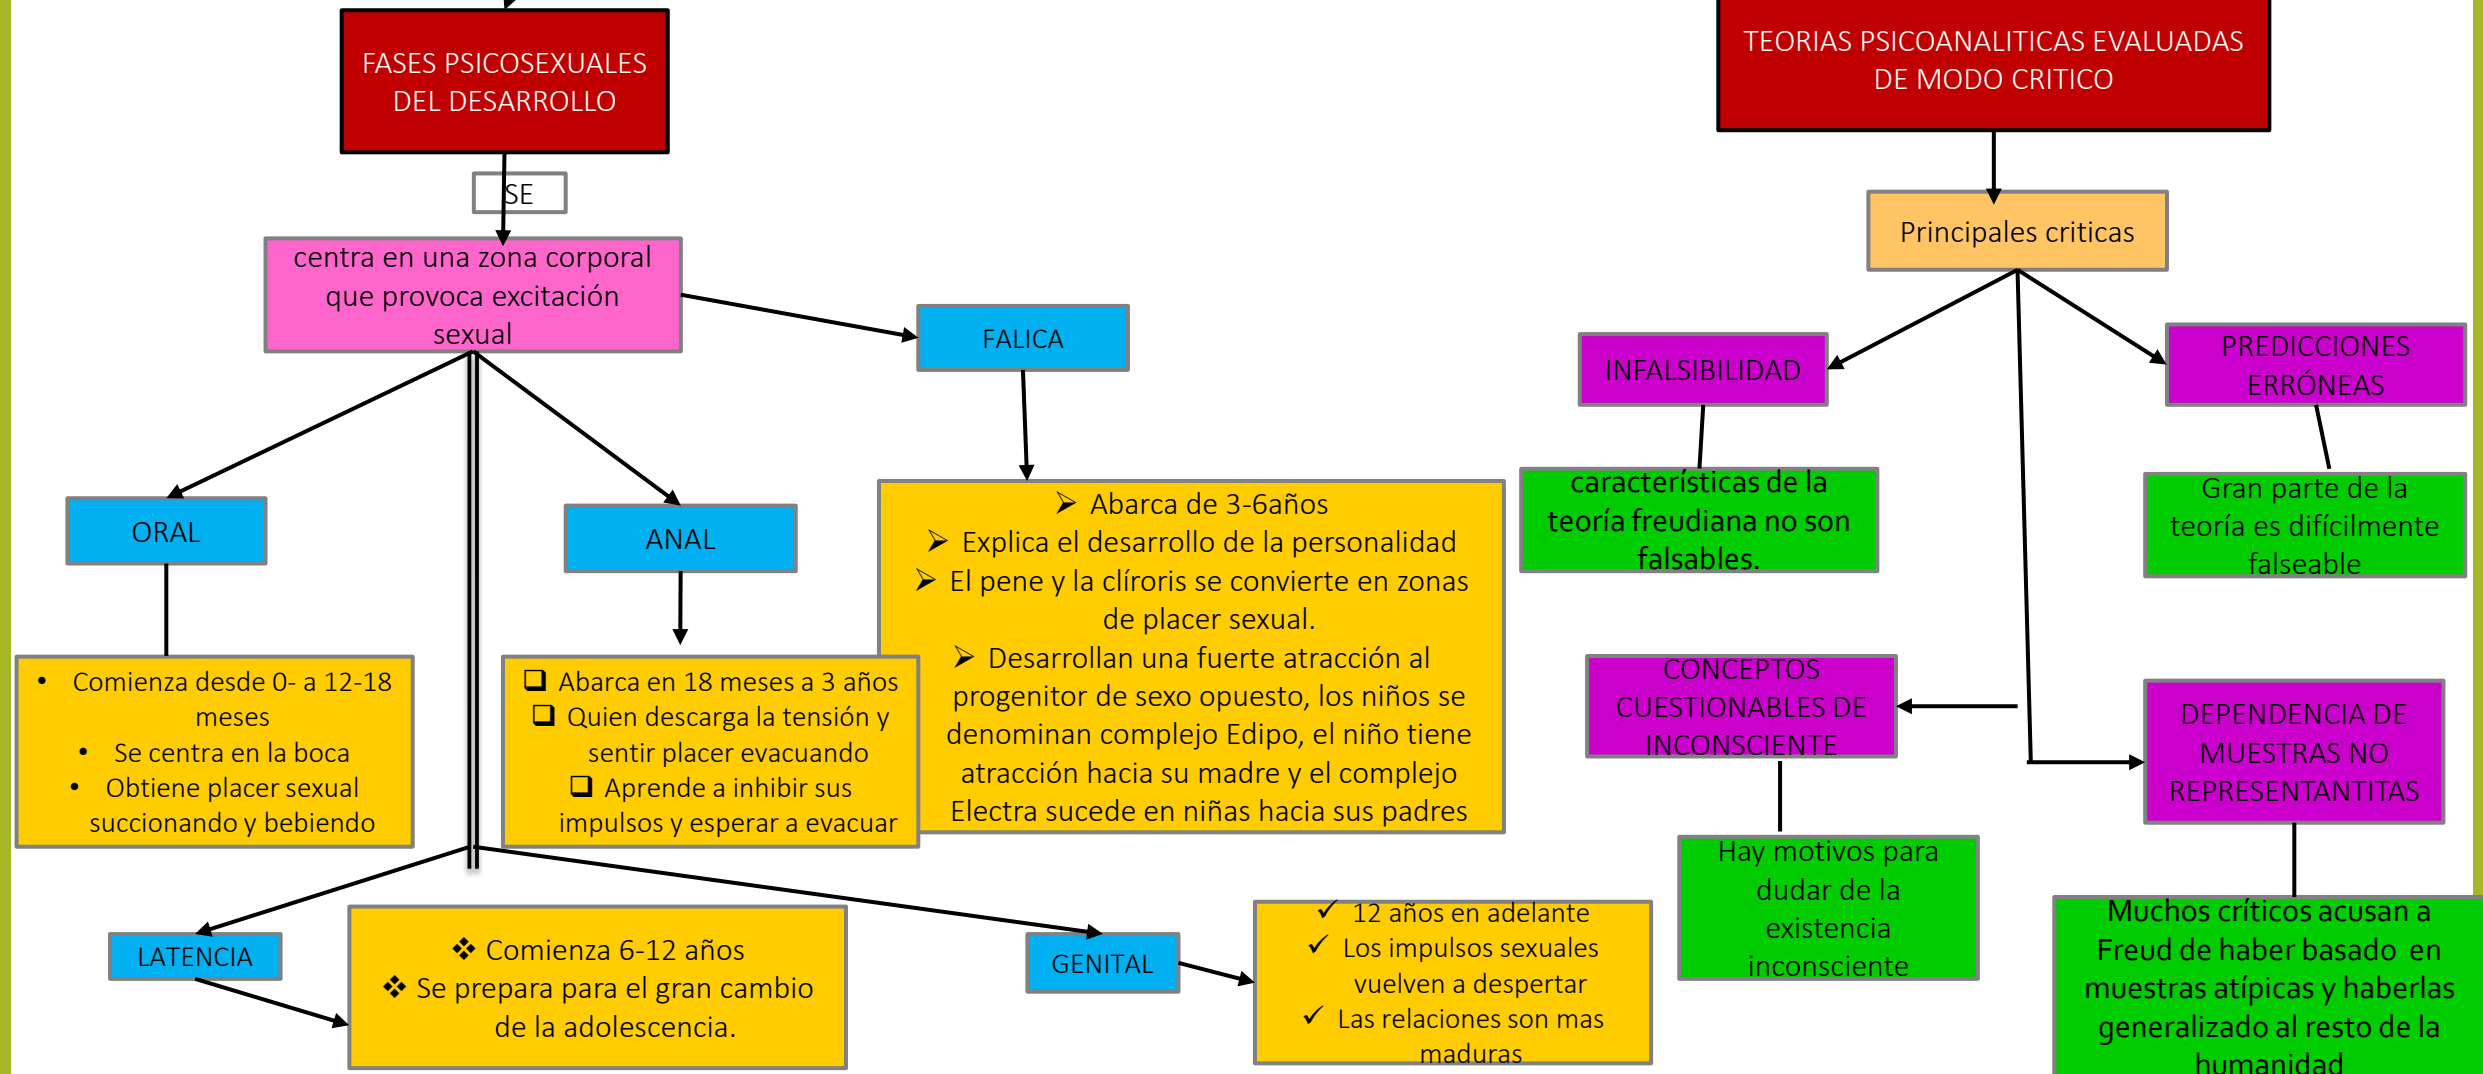 FASES PSICOSEXUALES
DEL DESARROLLO
SE
centra en una zona corporal
que provoca excitación
sexual
FALICA
ORAL
ANAL
➢ Abarca de 3-6años
➢ Explica el desarrollo de la personalidad
➢ El pene y la clíroris se convierte en zonas
de placer sexual.
➢ Desarrollan una fuerte atracción al
progenitor de sexo opuesto, los niños se
denominan complejo Edipo, el niño tiene
atracción hacia su madre y el complejo
Electra sucede en niñas hacia sus padres
• Comienza desde 0- a 12-18
meses
• Se centra en la boca
• Obtiene placer sexual
succionando y bebiendo
❑ Abarca en 18 meses a 3 años
❑ Quien descarga la tensión y
sentir placer evacuando
❑ Aprende a inhibir sus
impulsos y esperar a evacuar
LATENCIA
❖ Comienza 6-12 años
❖ Se prepara para el gran cambio
de la adolescencia.
GENITAL
✓ 12 años en adelante
✓ Los impulsos sexuales
vuelven a despertar
✓ Las relaciones son mas
maduras
TEORIAS PSICOANALITICAS EVALUADAS
DE MODO CRITICO
Principales criticas
INFALSIBILIDAD
PREDICCIONES
ERRÓNEAS
características de la
teoría freudiana no son
falsables.
Gran parte de la
teoría es difícilmente
falseable
CONCEPTOS
CUESTIONABLES DE
INCONSCIENTE
DEPENDENCIA DE
MUESTRAS NO
REPRESENTANTITAS
Hay motivos para
dudar de la
existencia
inconsciente
Muchos críticos acusan a
Freud de haber basado  en
muestras atípicas y haberlas
generalizado al resto de la
humanidad